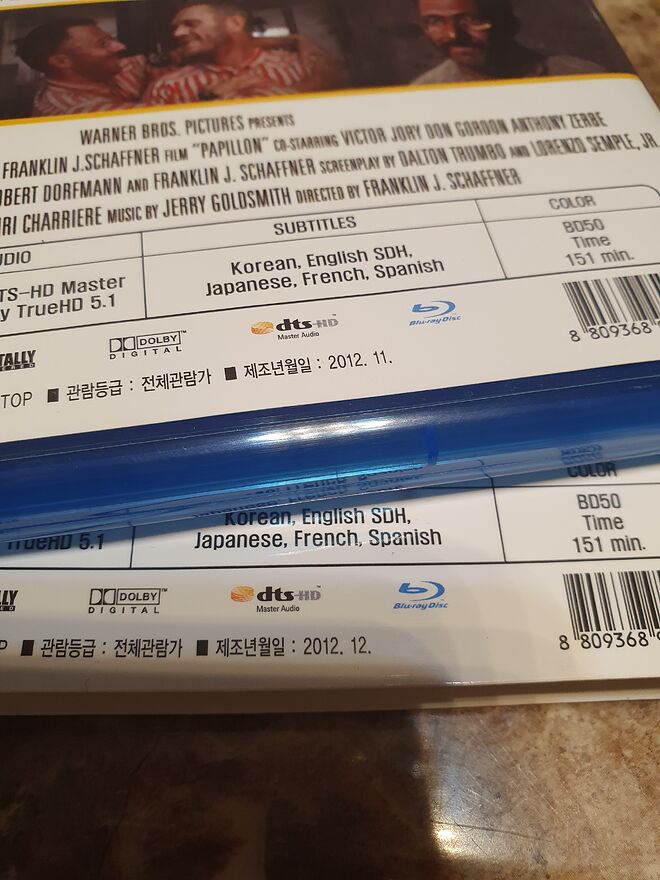 WARNER BROS. PICTURES PRESENTS
FRANKLIN J.SCHAFFNER FILM "PAPILLON" CO-STARRING VICTOR JORY DON GORDON ANTHONY ZERBE
OBERT DORFMANN AND FRANKLIN J. SCHAFFNER SCREENPLAY BY DALTON TRUMBO AND LORENZO SEMPLE, JR.
RI CHARRIERE MUSIC BY JERRY GOLDSMITH DIRECTED BY FRANKLIN J. SCHAFFNER
UDIO
SUBTITLES
COLOR
TS-HD Master
y TrueHD 5.1
Korean, English SDH,
Japanese, French, Spanish
BD50
Time
151 min.
TALLY
DOLBY
DIGITAL
dts-HD
Master Audio
Blu-ray Disc
8 809368
TOP ■ 관람등급 : 전체관람가 ■ 제조년월일 : 2012. 11.
COLOR
TrueHD 5.1
Korean, English SDH,
Japanese, French, Spanish
BD50
Time
151 min.
LLY
DOLBY
DIGITAL
dts-HD
Master Audio
Blu-ray Disc
8 809368
P ■ 관람등급 : 전체관람가 ■ 제조년월일 : 2012. 12.